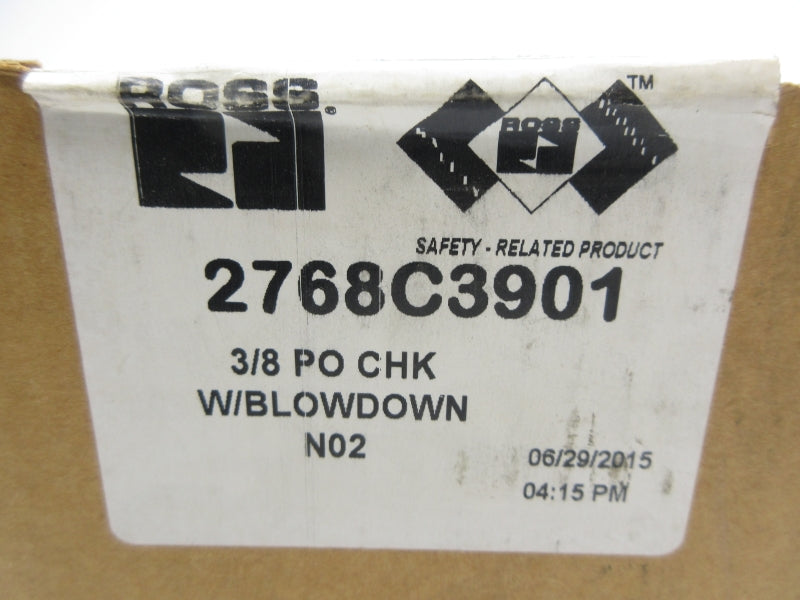 ROSS
®
ROSS
TM
SAFETY - RELATED PRODUCT
2768C3901
3/8 PO CHK
W/BLOWDOWN
N02
06/29/2015
04:15 PM